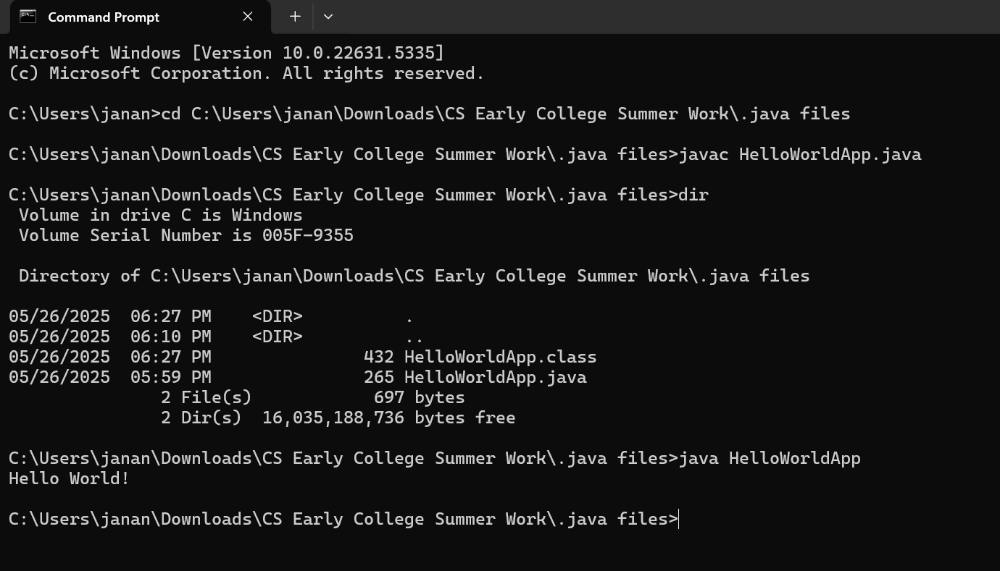 Command Prompt
Microsoft Windows [Version 10.0.22631.5335]
(c) Microsoft Corporation. All rights reserved.

C:\Users\janan>cd C:\Users\janan\Downloads\CS Early College Summer Work\.java files

C:\Users\janan\Downloads\CS Early College Summer Work\.java files>javac HelloWorldApp.java

C:\Users\janan\Downloads\CS Early College Summer Work\.java files>dir
 Volume in drive C is Windows
 Volume Serial Number is 005F-9355

 Directory of C:\Users\janan\Downloads\CS Early College Summer Work\.java files

05/26/2025  06:27 PM    <DIR>          .
05/26/2025  06:10 PM    <DIR>          ..
05/26/2025  06:27 PM               432 HelloWorldApp.class
05/26/2025  05:59 PM               265 HelloWorldApp.java
               2 File(s)            697 bytes
               2 Dir(s)  16,035,188,736 bytes free

C:\Users\janan\Downloads\CS Early College Summer Work\.java files>java HelloWorldApp
Hello World!

C:\Users\janan\Downloads\CS Early College Summer Work\.java files>